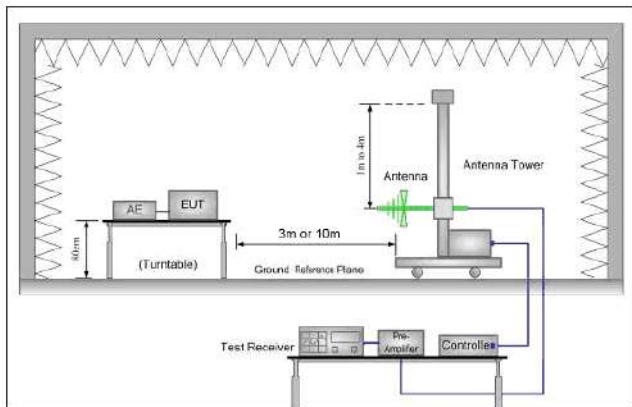 1m to 4m
Antenna
Antenna Tower
AE
EUT
80cm
(Turntable)
3m or 10m
Ground Reference Plane
Test Receiver
Pre-
Amplifier
Controlle